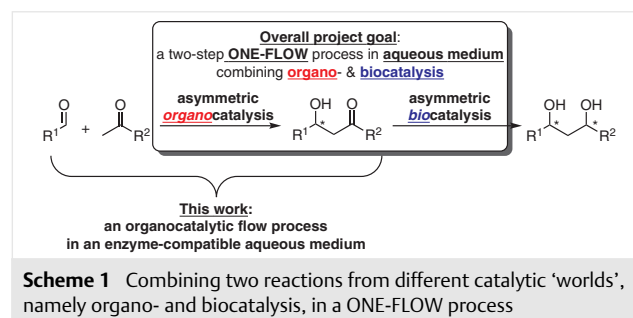 Overall project goal:
a two-step ONE-FLOW process in aqueous medium
combining organo- & biocatalysis
asymmetric
organocatalysis
asymmetric
biocatalysis
O
R1
+
O
R2
OH
O
R1
*
R2
OH
OH
R1
*
*
R2
This work:
an organocatalytic flow process
in an enzyme-compatible aqueous medium
Scheme 1 Combining two reactions from different catalytic ‘worlds’,
namely organo- and biocatalysis, in a ONE-FLOW process